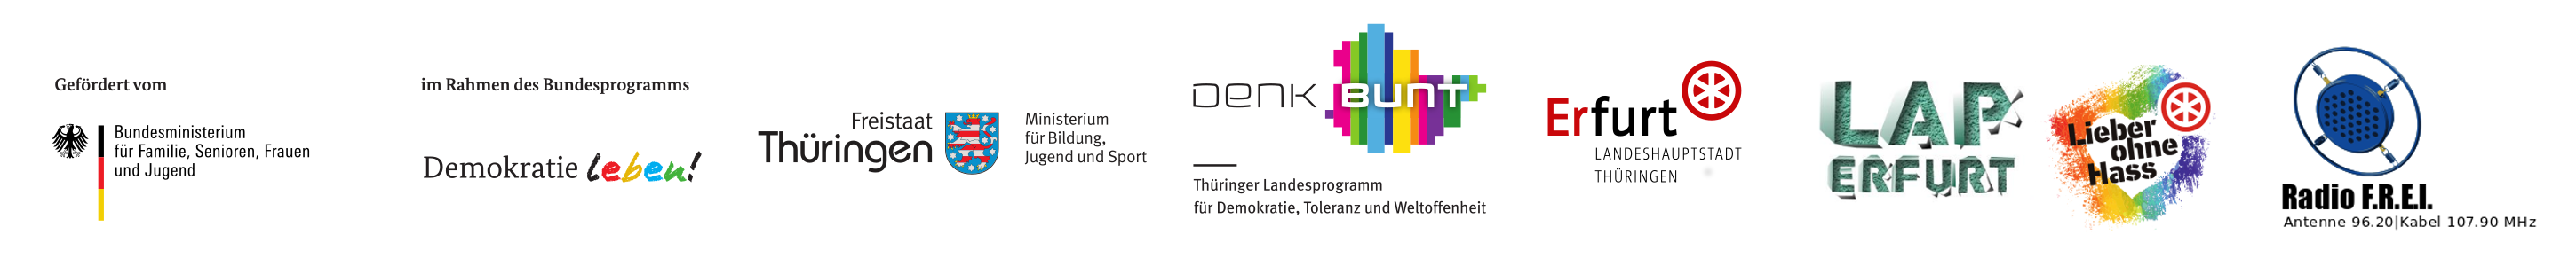 Gefördert vom
Bundesministerium
für Familie, Senioren, Frauen
und Jugend
im Rahmen des Bundesprogramms
Demokratie leben!
Freistaat
Thüringen
Ministerium
für Bildung,
Jugend und Sport
DENK BUNT
Thüringer Landesprogramm
für Demokratie, Toleranz und Weltoffenheit
Erfurt
LANDESHAUPTSTADT
THÜRINGEN
LAP
ERFURT
Lieber
ohne
Hass
Radio F.R.E.I.
Antenne 96.20|Kabel 107.90 MHz